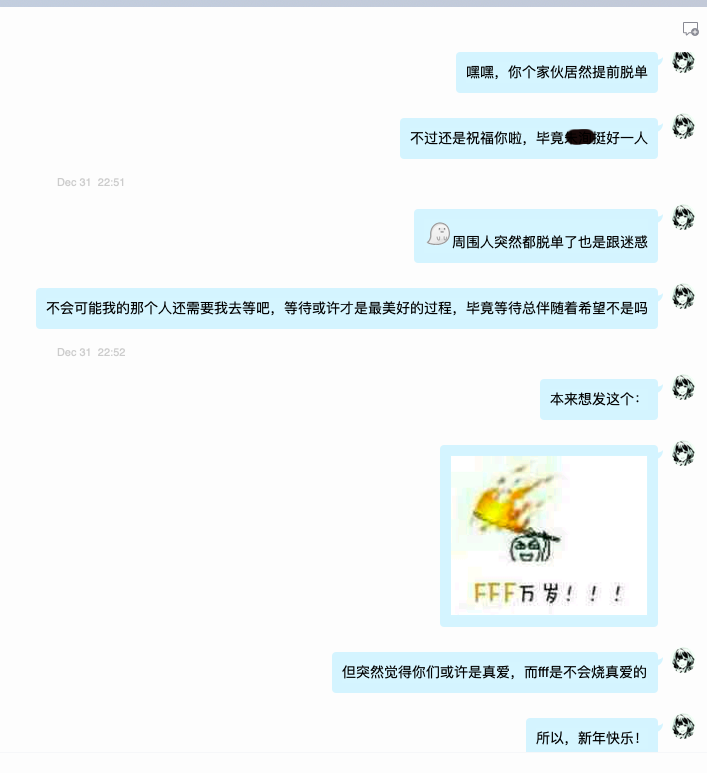 嘿嘿，你个家伙居然提前脱单
不过还是祝福你啦，毕竟挺好一人
Dec 31 22:51
周围人突然都脱单了也是跟迷惑
不会可能我的那个人还需要我去等吧，等待或许才是最美好的过程，毕竟等待总伴随着希望不是吗
Dec 31 22:52
本来想发这个：
FFF万岁！！！
但突然觉得你们或许是真爱，而fff是不会烧真爱的
所以，新年快乐！